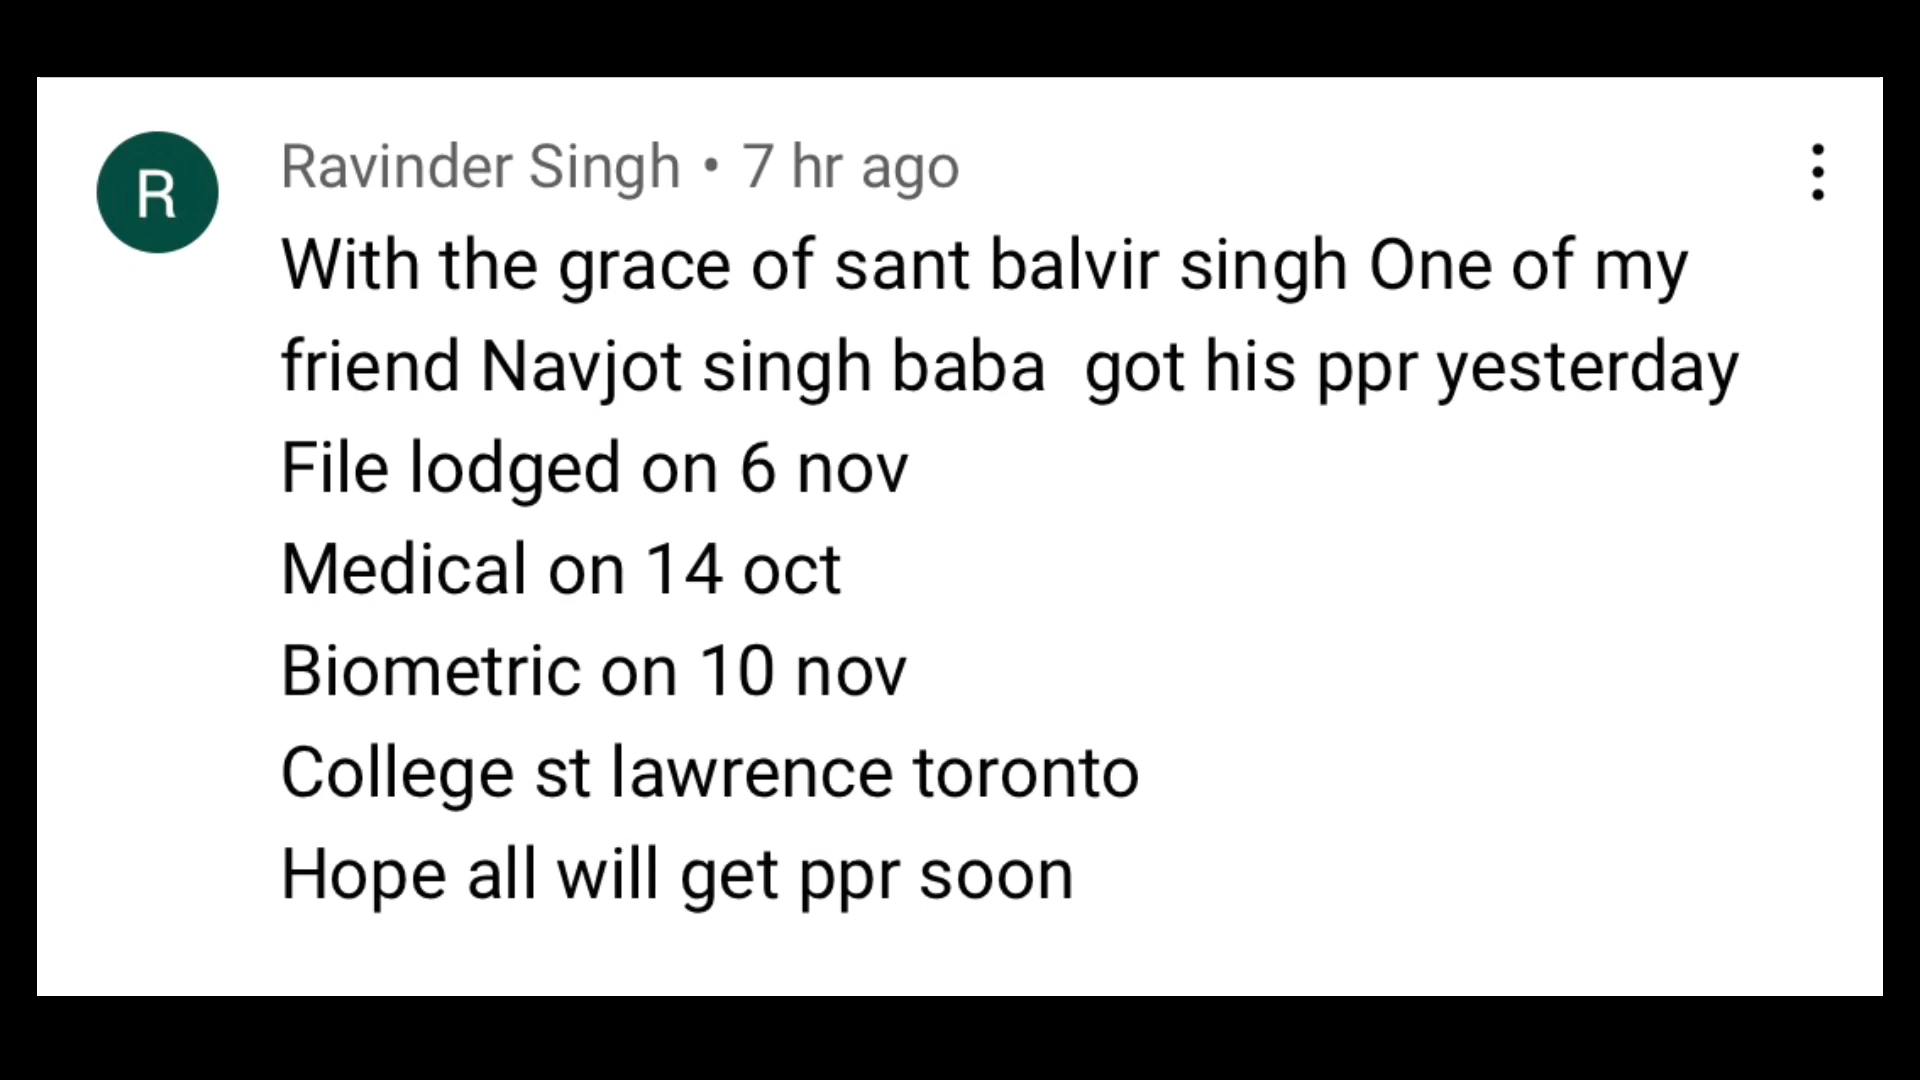 R
Ravinder Singh • 7 hr ago
With the grace of sant balvir singh One of my
friend Navjot singh baba  got his ppr yesterday
File lodged on 6 nov
Medical on 14 oct
Biometric on 10 nov
College st lawrence toronto
Hope all will get ppr soon